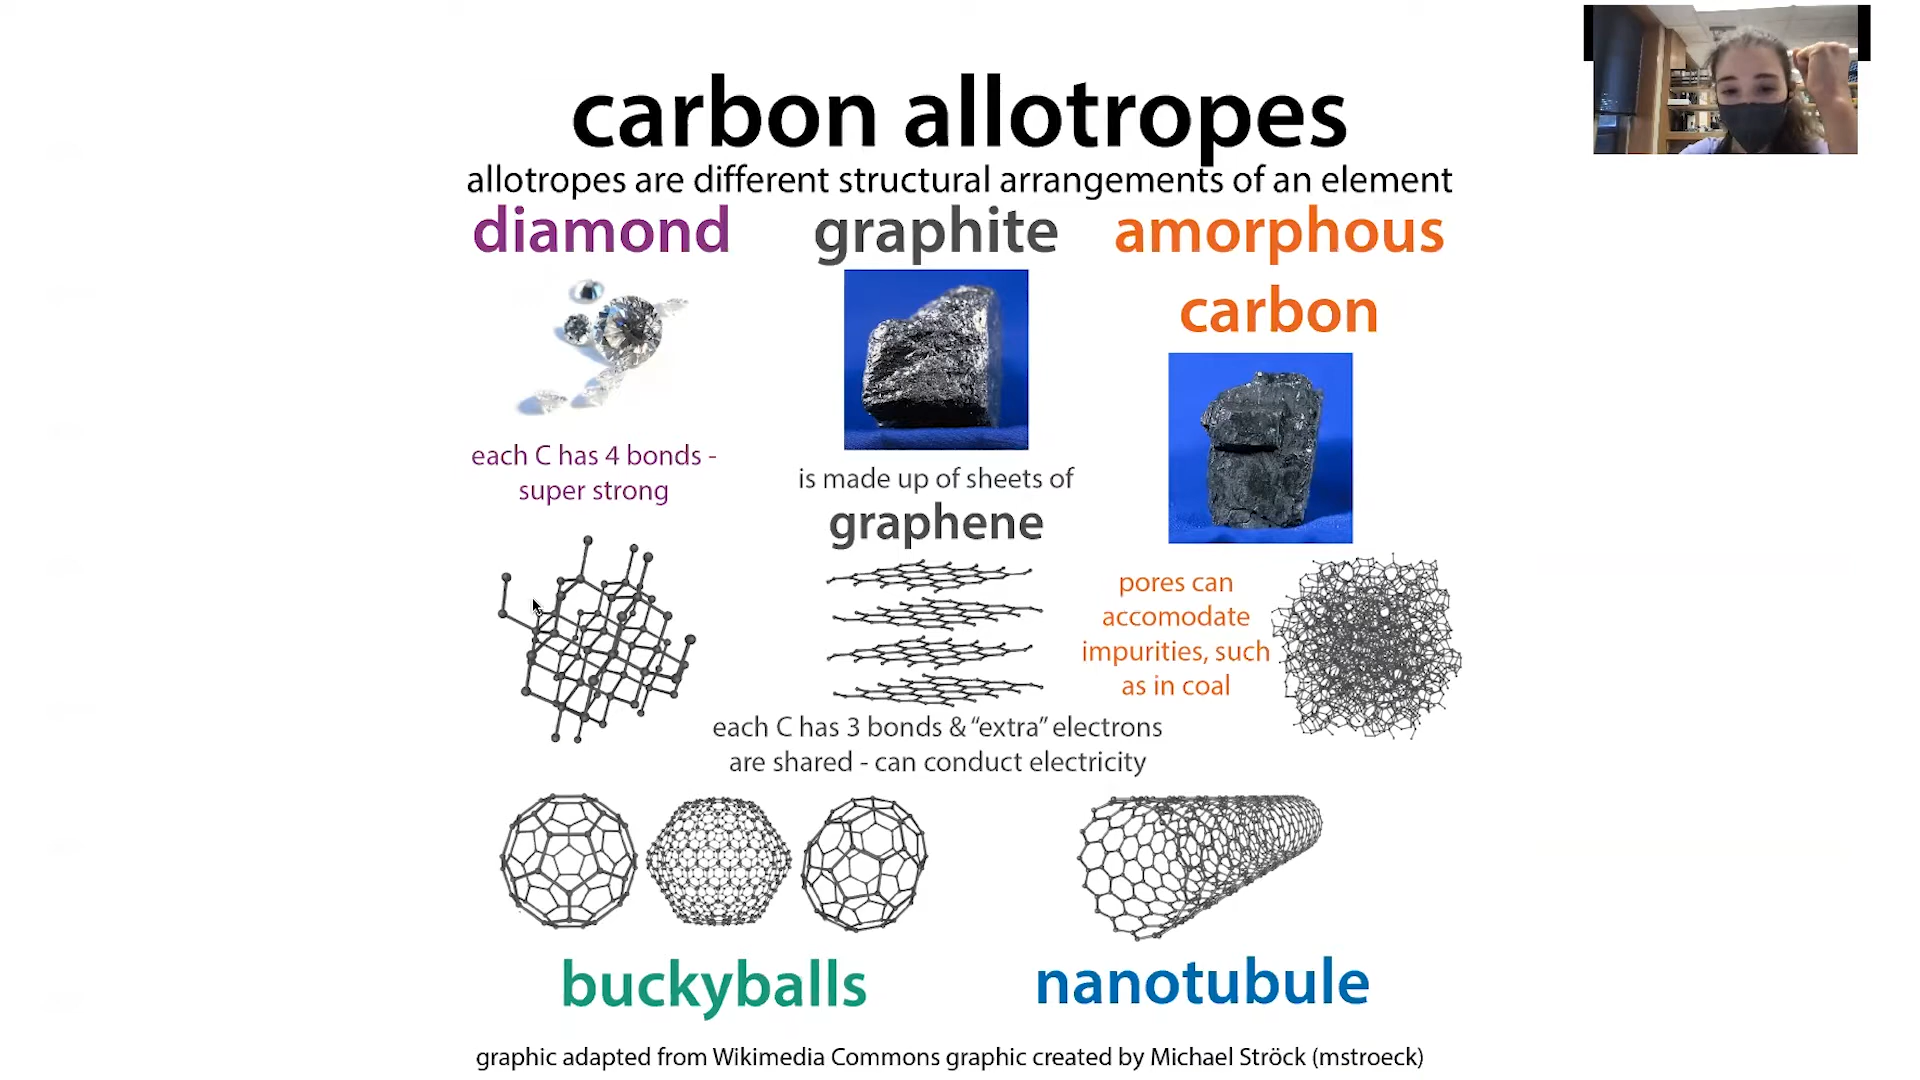 carbon allotropes
allotropes are different structural arrangements of an element
diamond
each C has 4 bonds -
super strong
graphite
is made up of sheets of
graphene
each C has 3 bonds & “extra” electrons
are shared - can conduct electricity
amorphous
carbon
pores can
accomodate
impurities, such
as in coal
buckyballs
nanotubule
graphic adapted from Wikimedia Commons graphic created by Michael Ströck (mstroeck)